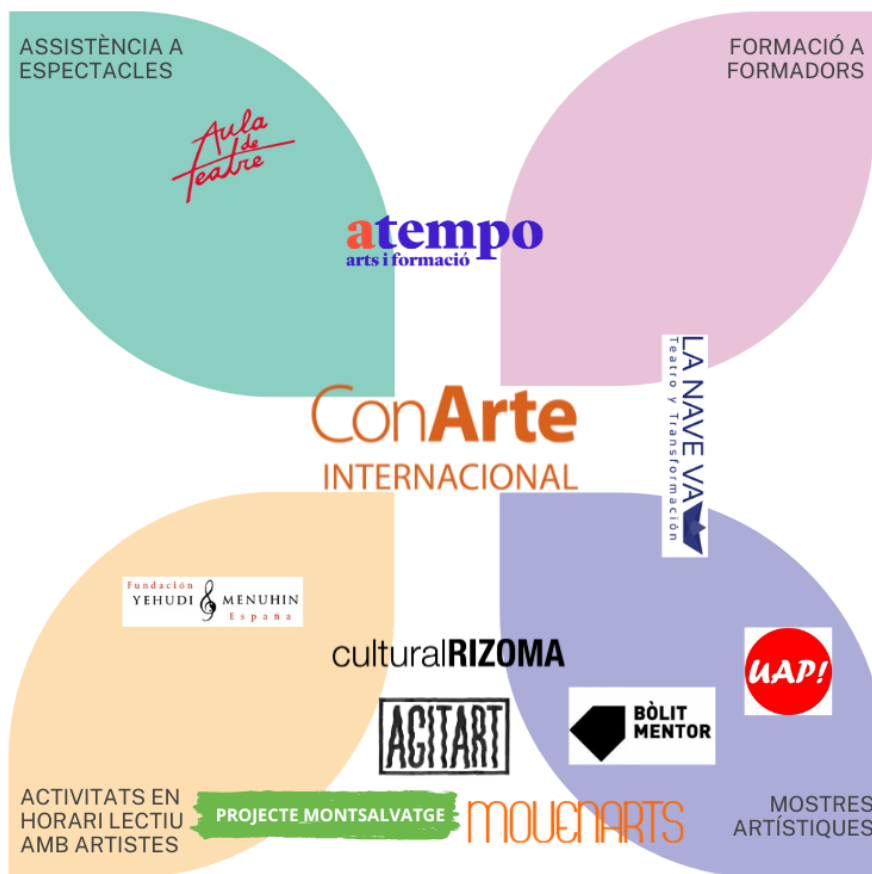 ASSISTÈNCIA A
ESPECTACLES
FORMACIÓ A
FORMADORS
Aula
de
Teatre
atempo
arts i formació
LA NAVE VA
Teatro y Transformación
ConArte
INTERNACIONAL
Fundación
YEHUDI MENUHIN
España
culturalRIZOMA
UAP!
AGITART
BÒLIT
MENTOR
ACTIVITATS EN
HORARI LECTIU
AMB ARTISTES
PROJECTE MONTSALVATGE
MOUENARTS
MOSTRES
ARTÍSTIQUES